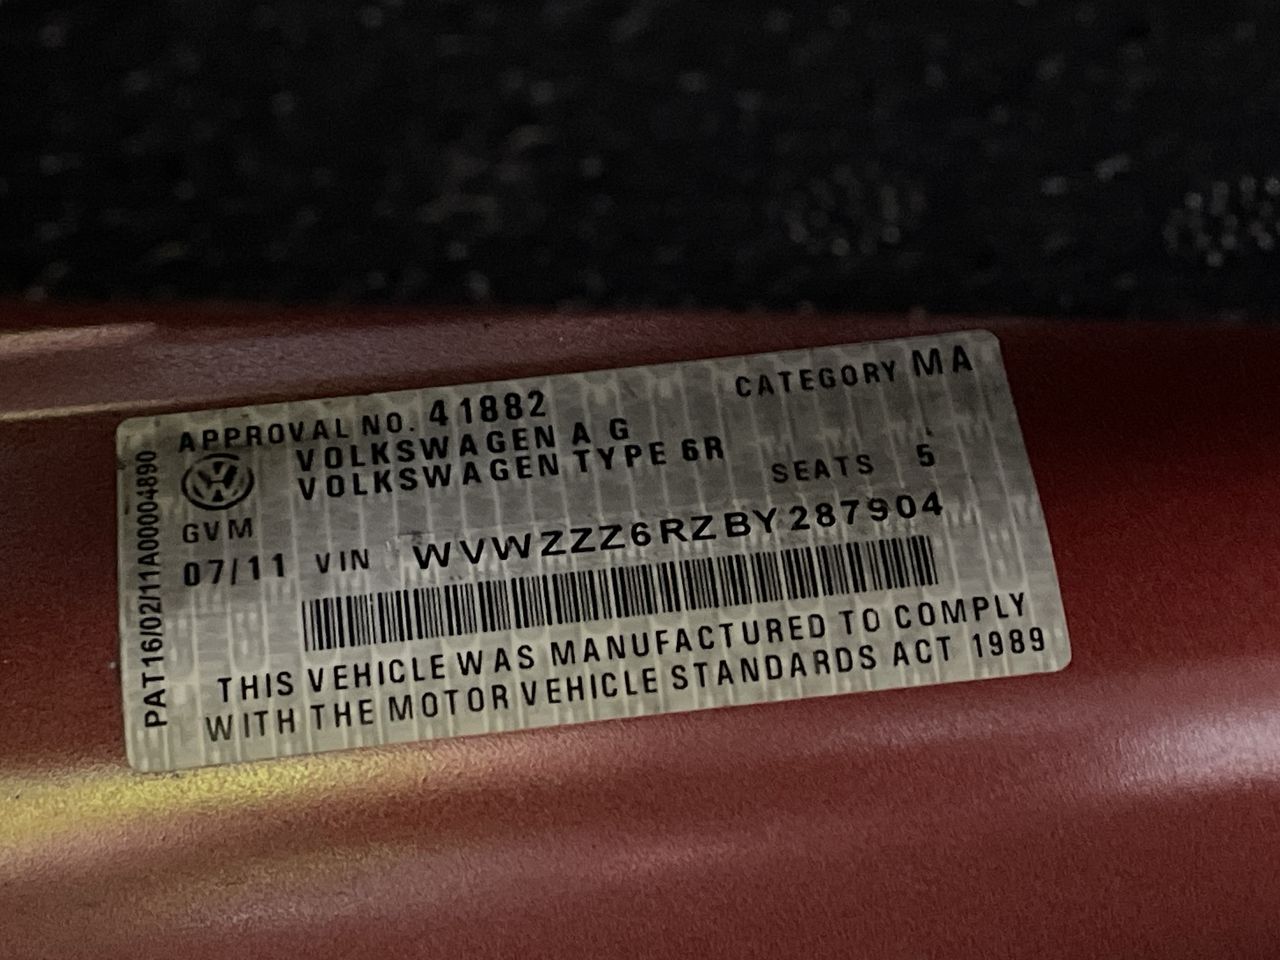 APPROVAL NO. 41882 CATEGORY MA
VOLKSWAGEN A G
VOLKSWAGEN TYPE 6R SEATS 5
GVM
07/11 VIN WVWZZZ6RZBY287904
THIS VEHICLE WAS MANUFACTURED TO COMPLY
WITH THE MOTOR VEHICLE STANDARDS ACT 1989
PAT16/02/11A00004890